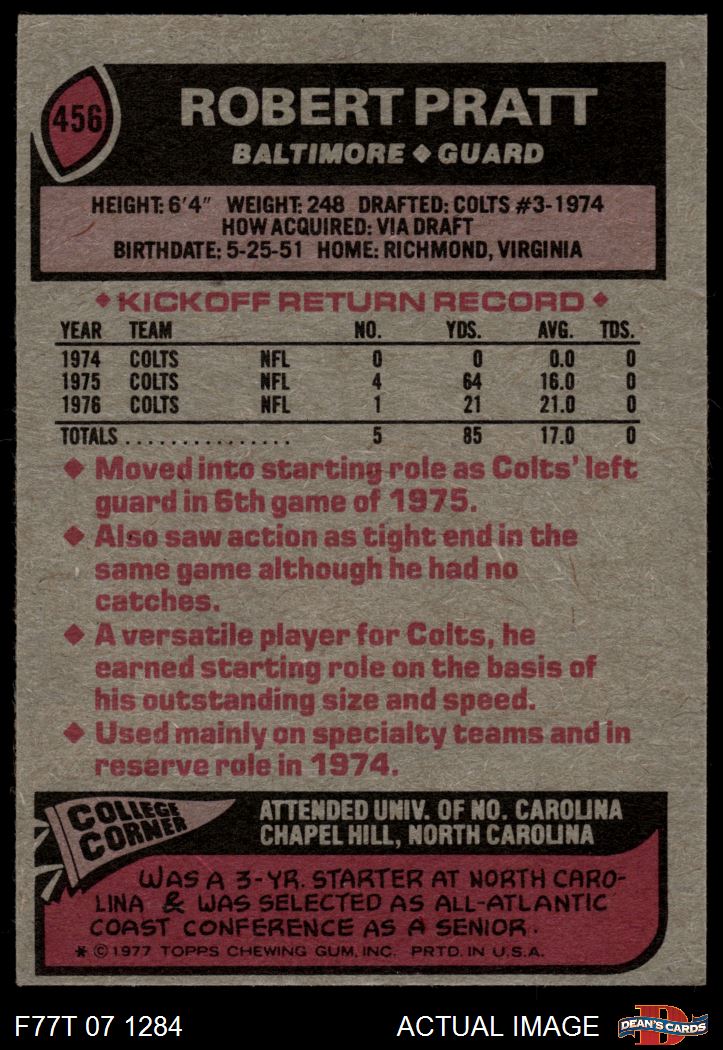 456
ROBERT PRATT
BALTIMORE ◆ GUARD
HEIGHT: 6'4" WEIGHT: 248 DRAFTED: COLTS #3-1974
HOW ACQUIRED: VIA DRAFT
BIRTHDATE: 5-25-51 HOME: RICHMOND, VIRGINIA
◆ KICKOFF RETURN RECORD ◆
YEAR TEAM NO. YDS. AVG. TDS.
1974 COLTS NFL 0 0 0.0 0
1975 COLTS NFL 4 64 16.0 0
1976 COLTS NFL 1 21 21.0 0
TOTALS ............... 5 85 17.0 0
◆ Moved into starting role as Colts' left
guard in 6th game of 1975.
◆ Also saw action as tight end in the
same game although he had no
catches.
◆ A versatile player for Colts, he
earned starting role on the basis of
his outstanding size and speed.
◆ Used mainly on specialty teams and in
reserve role in 1974.
COLLEGE
CORNER
ATTENDED UNIV. OF NO. CAROLINA
CHAPEL HILL, NORTH CAROLINA
WAS A 3-YR. STARTER AT NORTH CARO-
LINA & WAS SELECTED AS ALL-ATLANTIC
COAST CONFERENCE AS A SENIOR.
* © 1977 TOPPS CHEWING GUM, INC. PRTD. IN U.S.A.
F77T 07 1284
ACTUAL IMAGE
D
DEAN'S CARDS